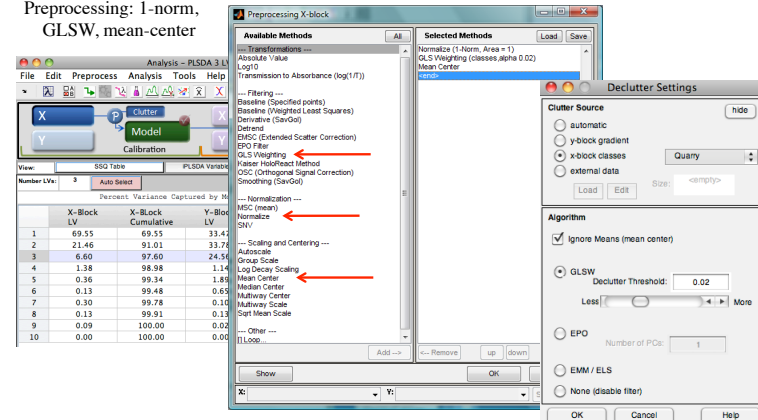 Preprocessing: 1-norm,
GLSW, mean-center
Analysis - PLSDA 3 LV
File Edit Preprocess Analysis Tools Help
X
Y
P
Clutter
Model
Calibration
X
Y
View: SSQ Table iPLSDA Variable
Number LVs: 3 Auto Select
Percent Variance Captured by Mo
X-Block LV X-BLock Cumulative Y-Bloc LV
1 69.55 69.55 33.47
2 21.46 91.01 33.78
3 6.60 97.60 24.56
4 1.38 98.98 1.14
5 0.36 99.34 1.89
6 0.13 99.48 0.65
7 0.30 99.78 0.10
8 0.13 99.91 0.13
9 0.09 100.00 0.02
10 0.00 100.00 0.00
Preprocessing X-block
Available Methods All
--- Transformations ---
Absolute Value
Log10
Transmission to Absorbance (log(1/T))
--- Filtering ---
Baseline (Specified points)
Baseline (Weighted Least Squares)
Derivative (SavGol)
Detrend
EMSC (Extended Scatter Correction)
EPO Filter
GLS Weighting
Kaiser HoloReact Method
OSC (Orthogonal Signal Correction)
Smoothing (SavGol)
--- Normalization ---
MSC (mean)
Normalize
SNV
--- Scaling and Centering ---
Autoscale
Group Scale
Log Decay Scaling
Mean Center
Median Center
Multiway Center
Multiway Scale
Sqrt Mean Scale
--- Other ---
[] Loop...
Add -->
Selected Methods Load Save
Normalize (1-Norm, Area = 1)
GLS Weighting (classes,alpha 0.02)
Mean Center
<end>
<-- Remove up down
Show OK
X: Y:
Declutter Settings
Clutter Source hide
automatic
y-block gradient
x-block classes Quarry
external data
Load Edit Size: <empty>
Algorithm
Ignore Means (mean center)
GLSW
Declutter Threshold: 0.02
Less More
EPO
Number of PCs: 1
EMM / ELS
None (disable filter)
OK Cancel Help